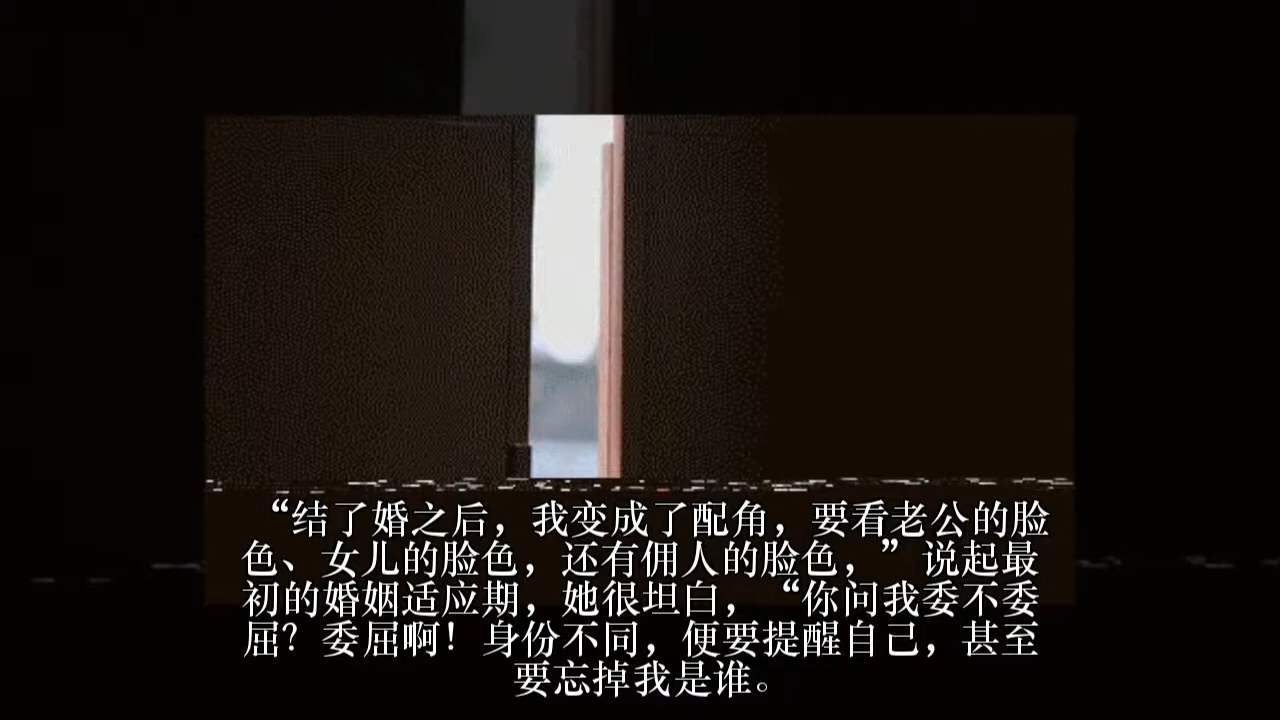 “结了婚之后，我变成了配角，要看老公的脸
色、女儿的脸色，还有佣人的脸色，”说起最
初的婚姻适应期，她很坦白，“你问我委不委
屈？委屈啊！身份不同，便要提醒自己，甚至
要忘掉我是谁。